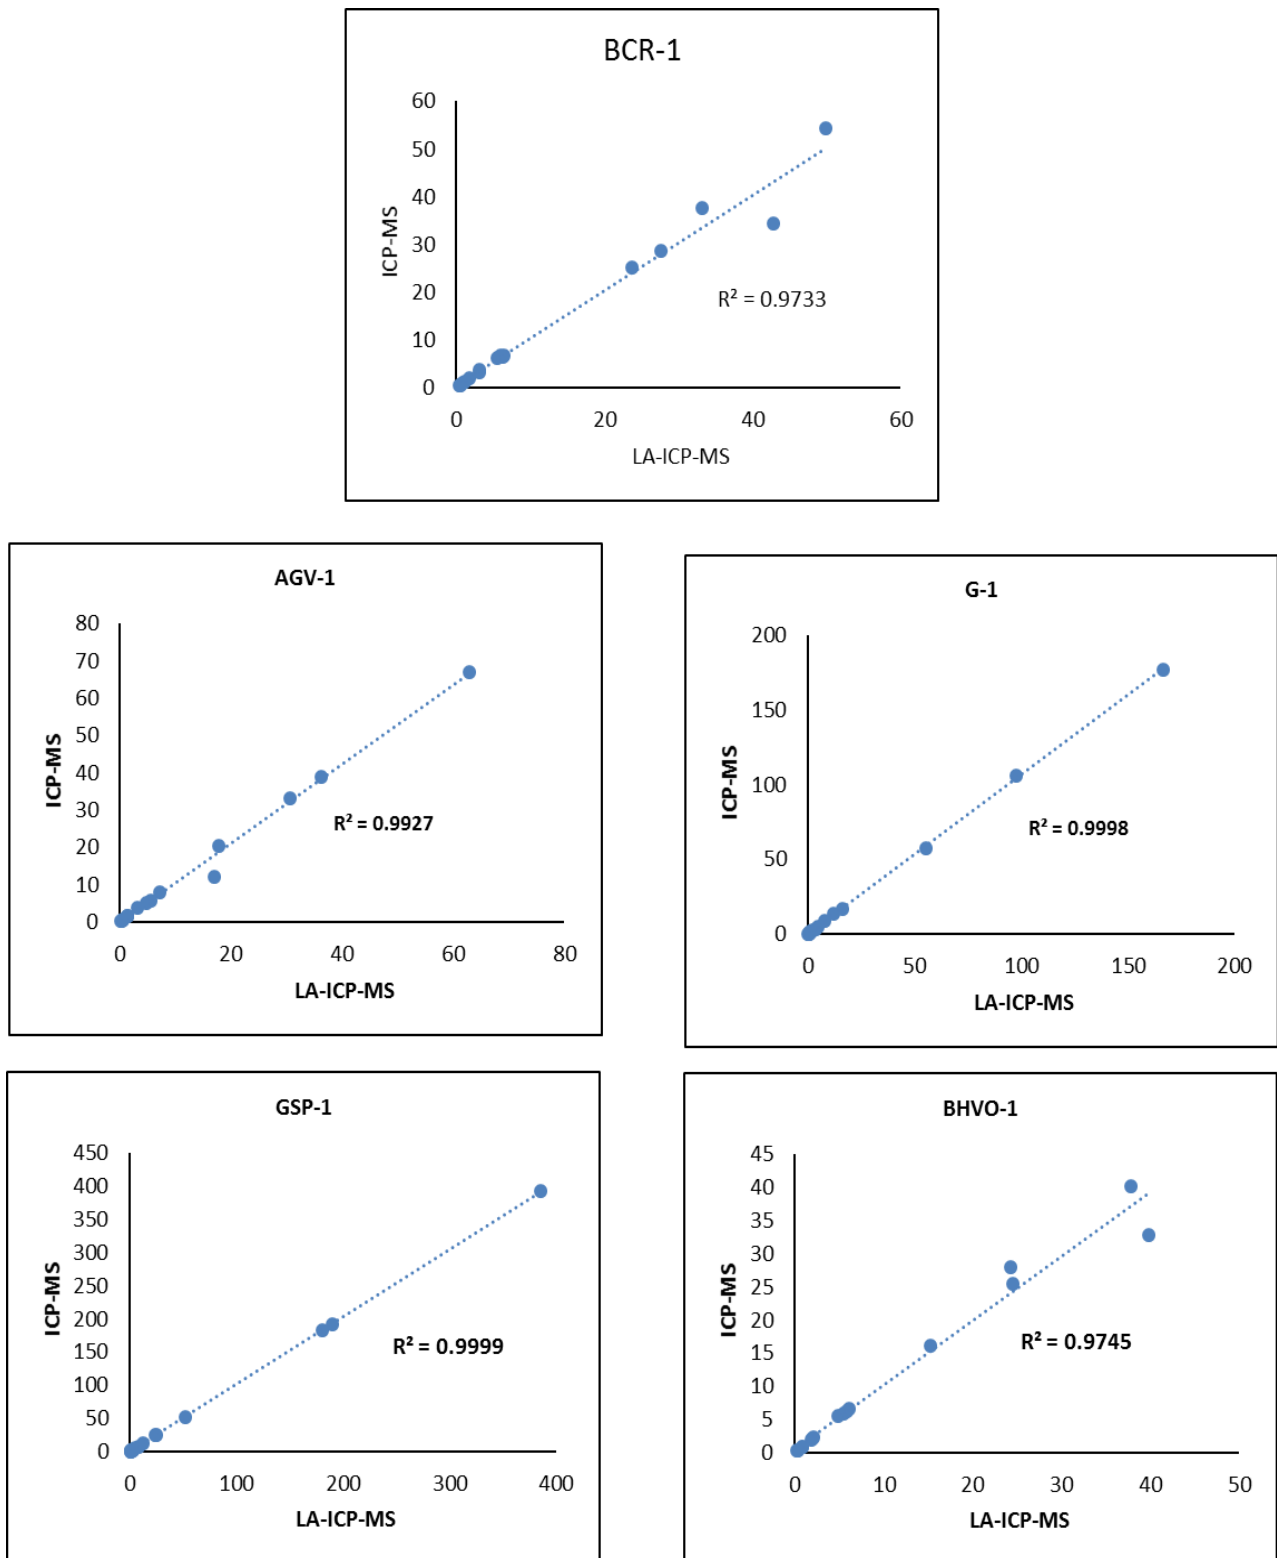 BCR-1
60
50
40
30
20
10
0
ICP-MS
R² = 0.9733
0 20 40 60
LA-ICP-MS
AGV-1
80
70
60
50
40
30
20
10
0
ICP-MS
R² = 0.9927
0 20 40 60 80
LA-ICP-MS
G-1
200
150
100
50
0
ICP-MS
R² = 0.9998
0 50 100 150 200
LA-ICP-MS
GSP-1
450
400
350
300
250
200
150
100
50
0
ICP-MS
R² = 0.9999
0 100 200 300 400
LA-ICP-MS
BHVO-1
45
40
35
30
25
20
15
10
5
0
ICP-MS
R² = 0.9745
0 10 20 30 40 50
LA-ICP-MS